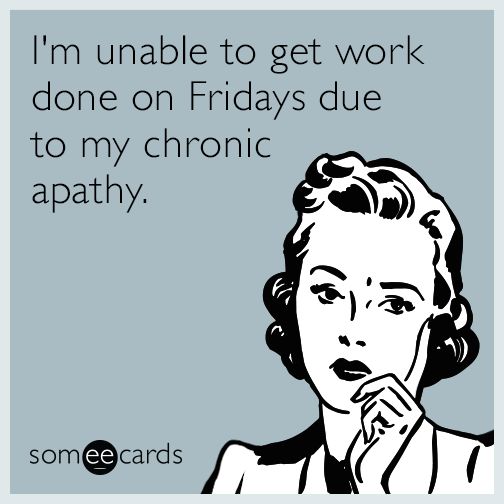 I'm unable to get work
done on Fridays due
to my chronic
apathy.
someecards